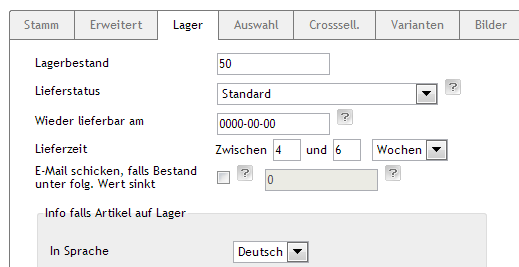 Stamm Erweitert Lager Auswahl Crosssell. Varianten Bilder
Lagerbestand 50
Lieferstatus Standard ?
Wieder lieferbar am 0000-00-00 ?
Lieferzeit Zwischen 4 und 6 Wochen
E-Mail schicken, falls Bestand
unter folg. Wert sinkt ? 0 ?
Info falls Artikel auf Lager
In Sprache Deutsch